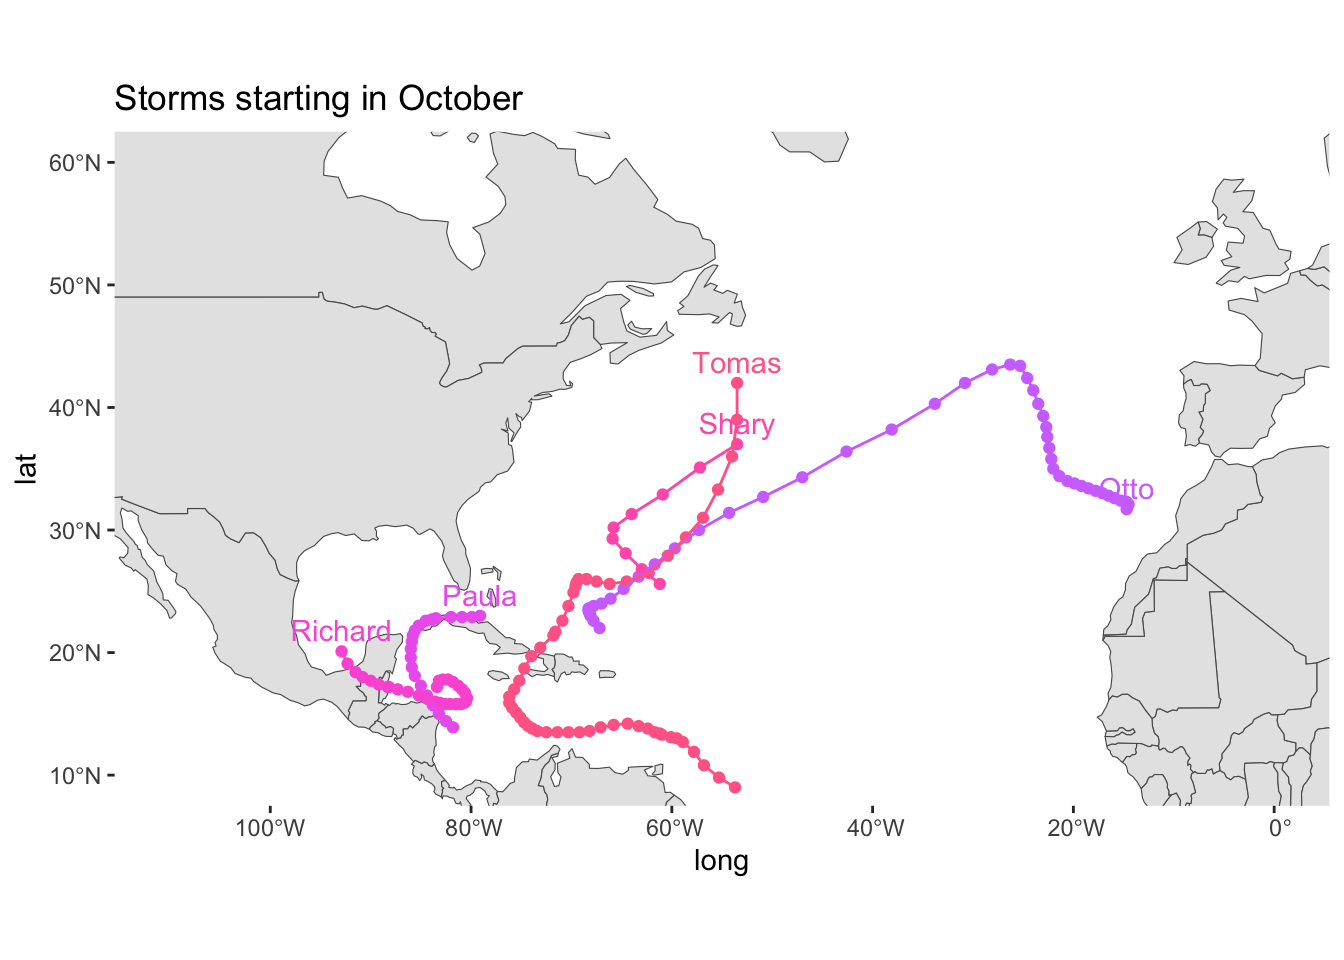 Storms starting in October
60°N
50°N
40°N
30°N
20°N
10°N
lat
Tomas
Shary
Otto
Paula
Richard
100°W 80°W 60°W 40°W 20°W 0°
long